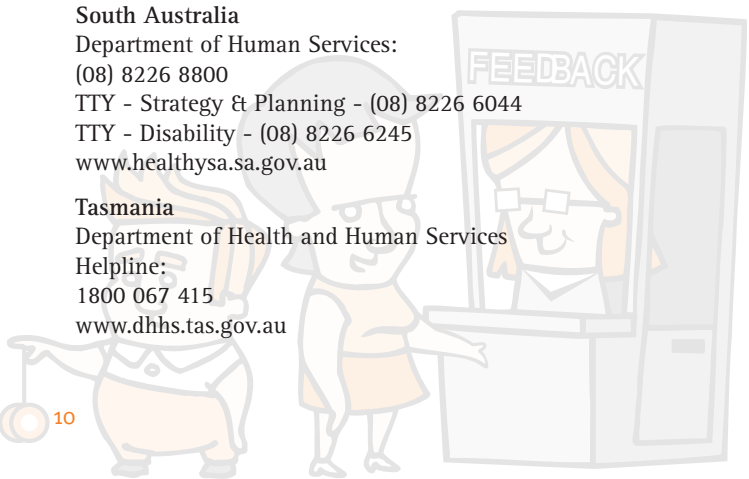 South Australia
Department of Human Services:
(08) 8226 8800
TTY - Strategy & Planning - (08) 8226 6044
TTY - Disability - (08) 8226 6245
www.healthysa.sa.gov.au
FEEDBACK
Tasmania
Department of Health and Human Services
Helpline:
1800 067 415
www.dhhs.tas.gov.au
10